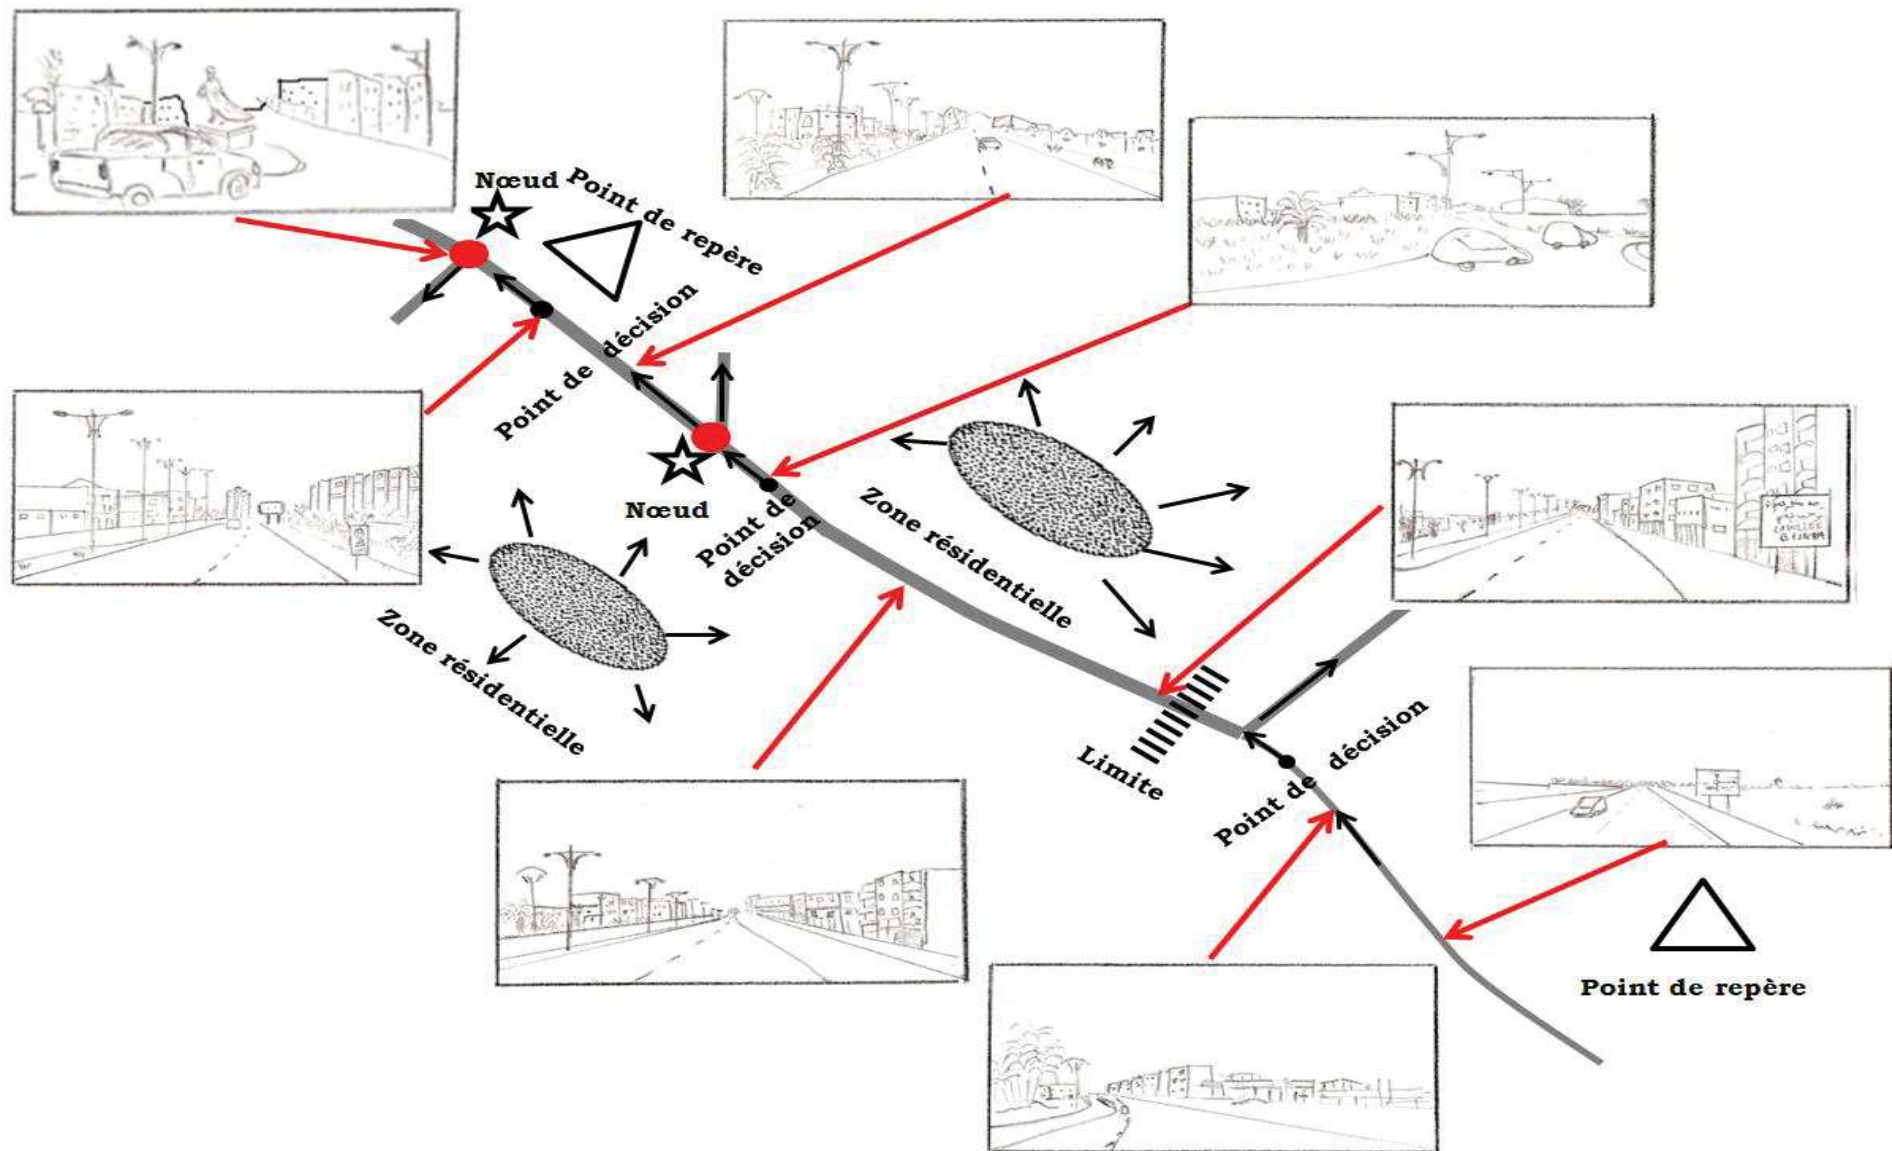 Nœud
Point de repère
Point de décision
Nœud
Point de
décision
Zone résidentielle
Zone résidentielle
Limite
Point de décision
Point de repère